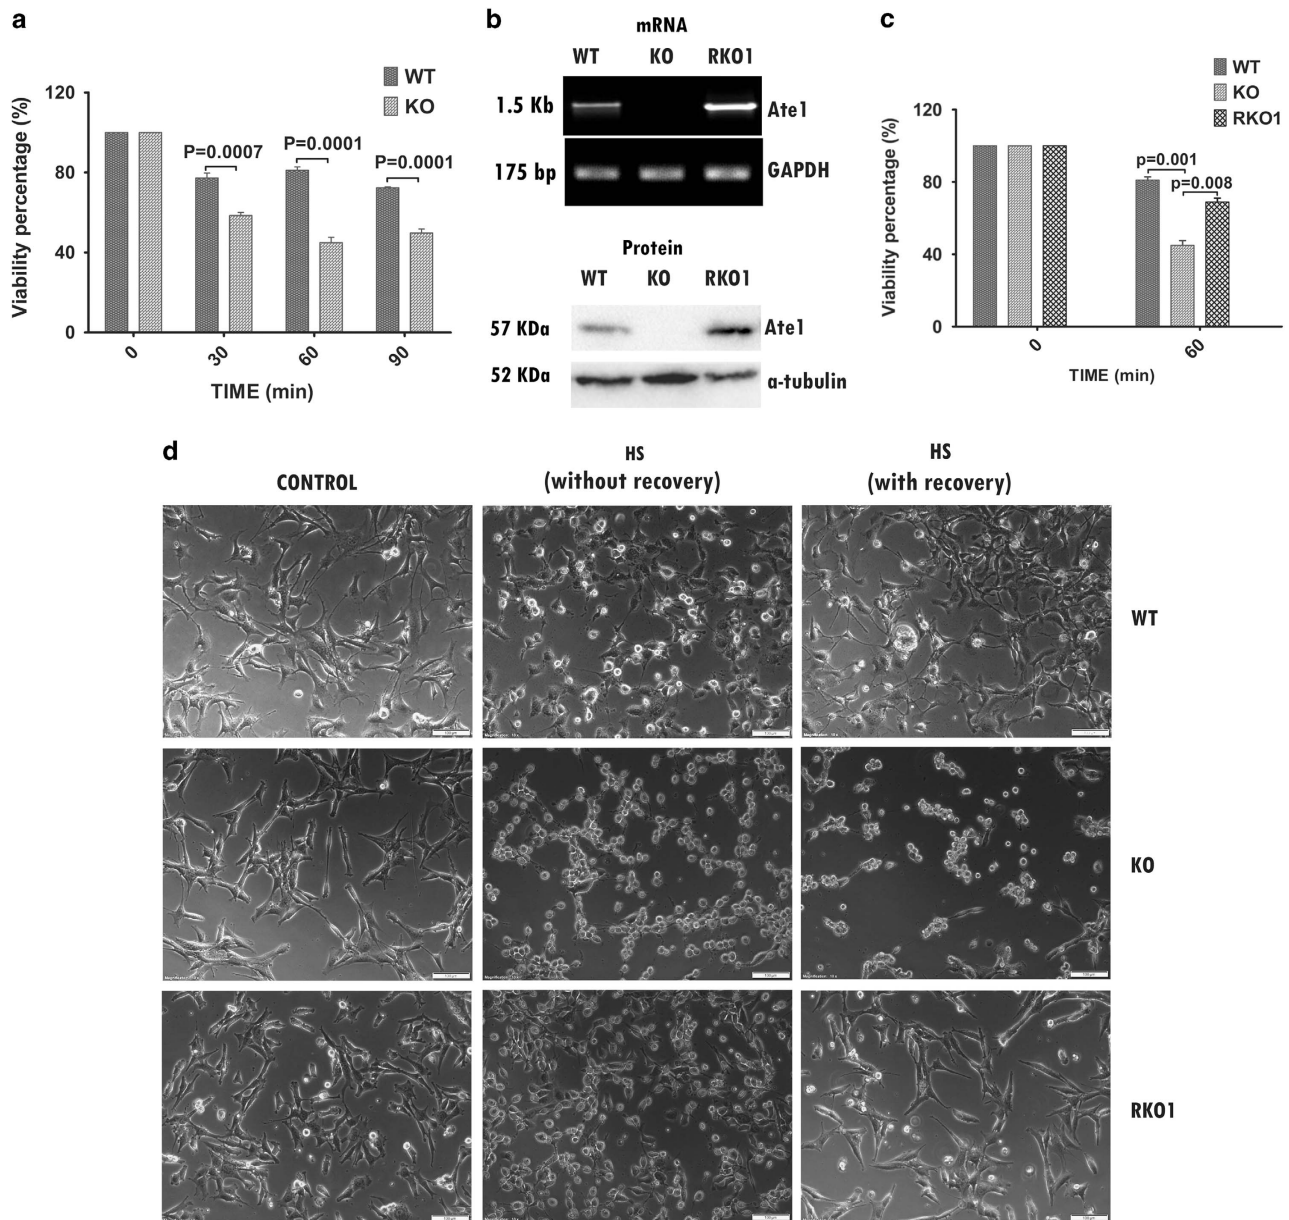 a
WT
KO
Viability percentage (%)
120
80
40
0
P=0.0007
P=0.0001
P=0.0001
0
30
60
90
TIME (min)
b
mRNA
WT KO RKO1
1.5 Kb
Ate1
175 bp
GAPDH
Protein
WT KO RKO1
57 KDa
Ate1
52 KDa
α-tubulin
c
WT
KO
RKO1
Viability percentage (%)
120
80
40
0
p=0.001
p=0.008
0
60
TIME (min)
d
CONTROL
HS
(without recovery)
HS
(with recovery)
WT
KO
RKO1